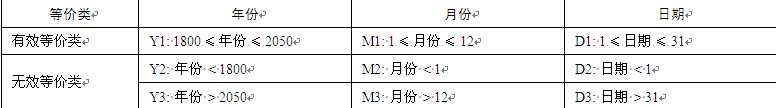 等价类 年份 月份 日期
有效等价类 Y1: 1800 ≤ 年份 ≤ 2050 M1: 1 ≤ 月份 ≤ 12 D1: 1 ≤ 日期 ≤ 31
无效等价类 Y2: 年份 < 1800 M2: 月份 < 1 D2: 日期 < 1
Y3: 年份 > 2050 M3: 月份 > 12 D3: 日期 > 31